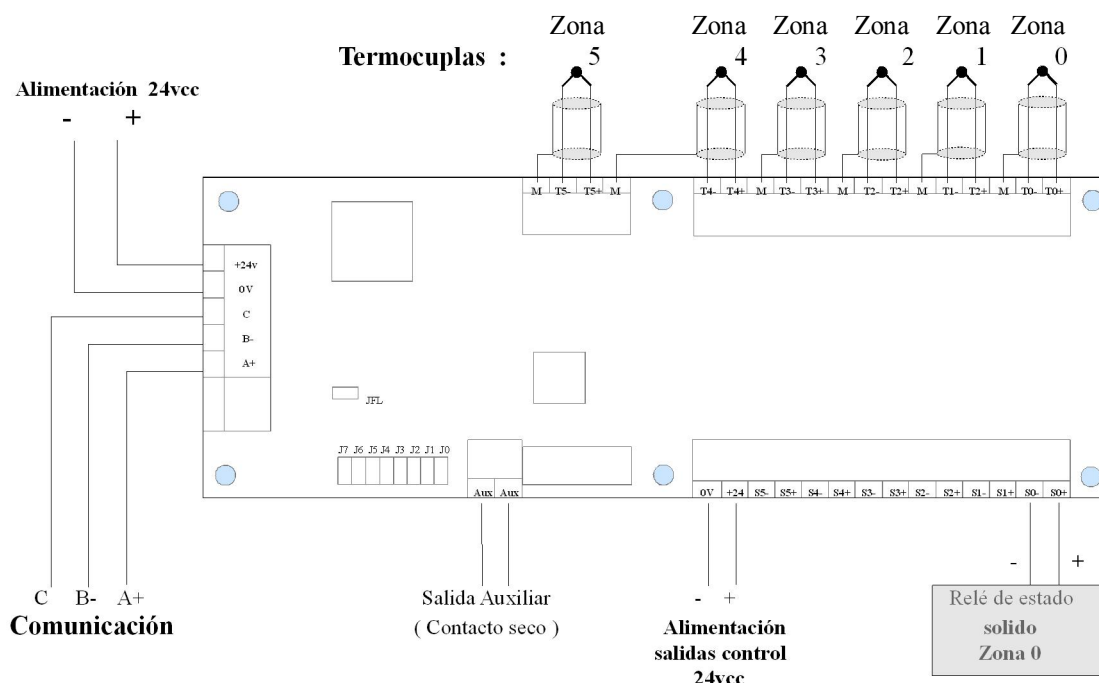 Zona Zona Zona Zona Zona Zona
Termocuplas : 5 4 3 2 1 0
Alimentación 24vcc
- +
M T5- T5+ M T4- T4+ M T3- T3+ M T2- T2+ M T1- T2+ M T0- T0+
+24v
0V
C
B-
A+
JFL
J7 J6 J5 J4 J3 J2 J1 J0
Aux Aux 0V +24 S5- S5+ S4- S4+ S3- S3+ S2- S2+ S1- S1+ S0- S0+
- +
C B- A+
Comunicación
Salida Auxiliar
( Contacto seco )
- +
Alimentación
salidas control
24vcc
Relé de estado
solido
Zona 0